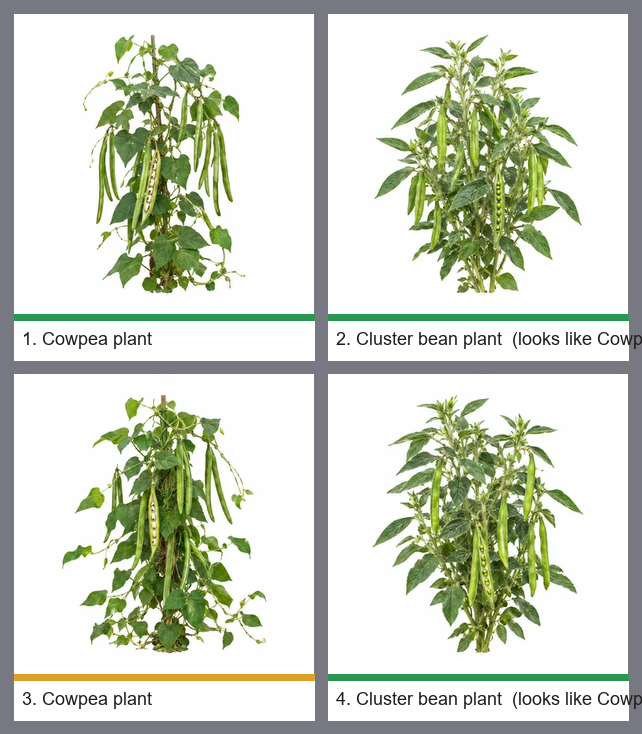 1. Cowpea plant
2. Cluster bean plant (looks like Cowp
3. Cowpea plant
4. Cluster bean plant (looks like Cowp